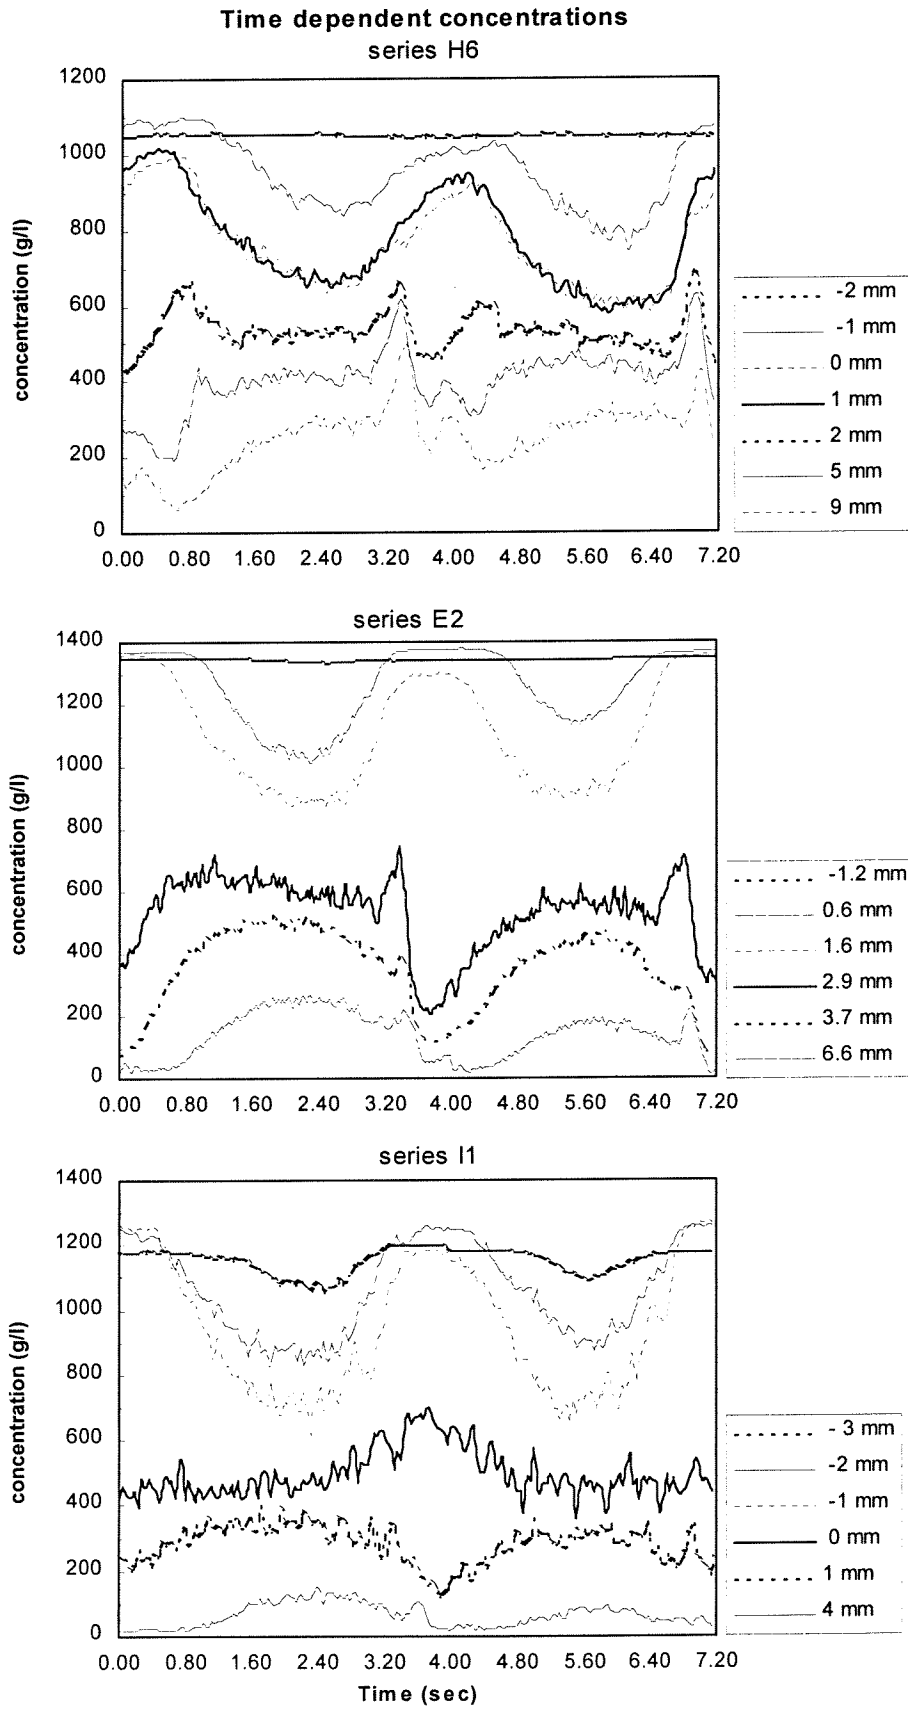 Time dependent concentrations
series H6
concentration (g/l)
1200
1000
800
600
400
200
0
0.00 0.80 1.60 2.40 3.20 4.00 4.80 5.60 6.40 7.20
-2 mm
-1 mm
0 mm
1 mm
2 mm
5 mm
9 mm
series E2
concentration (g/l)
1400
1200
1000
800
600
400
200
0
0.00 0.80 1.60 2.40 3.20 4.00 4.80 5.60 6.40 7.20
-1.2 mm
0.6 mm
1.6 mm
2.9 mm
3.7 mm
6.6 mm
series I1
concentration (g/l)
1400
1200
1000
800
600
400
200
0
0.00 0.80 1.60 2.40 3.20 4.00 4.80 5.60 6.40 7.20
Time (sec)
- 3 mm
-2 mm
-1 mm
0 mm
1 mm
4 mm